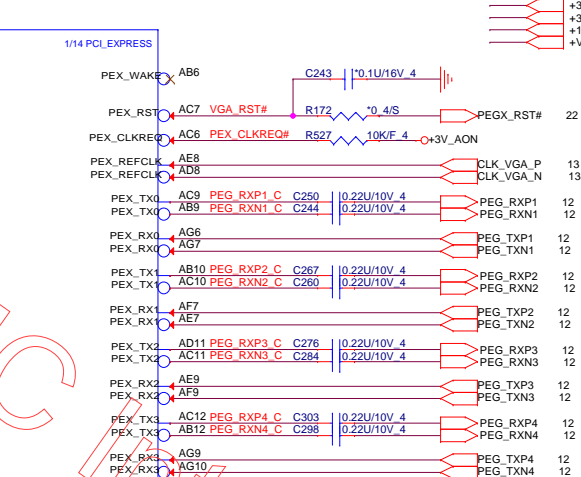 +3
+3
+1
+V
1/14 PCI_EXPRESS
PEX_WAKE AB6 C243 *0.1U/16V_4
PEX_RST AC7 VGA_RST# R172 *0_4/S PEGX_RST# 22
PEX_CLKREQ AC6 PEX_CLKREQ# R527 10K/F_4 +3V_AON
PEX_REFCLK AE8 CLK_VGA_P 13
PEX_REFCLK AD8 CLK_VGA_N 13
PEX_TX0 AC9 PEG_RXP1_C C250 0.22U/10V_4 PEG_RXP1 12
PEX_TX0 AB9 PEG_RXN1_C C244 0.22U/10V_4 PEG_RXN1 12
PEX_RX0 AG6 PEG_TXP1 12
PEX_RX0 AG7 PEG_TXN1 12
PEX_TX1 AB10 PEG_RXP2_C C267 0.22U/10V_4 PEG_RXP2 12
PEX_TX1 AC10 PEG_RXN2_C C260 0.22U/10V_4 PEG_RXN2 12
PEX_RX1 AF7 PEG_TXP2 12
PEX_RX1 AE7 PEG_TXN2 12
PEX_TX2 AD11 PEG_RXP3_C C276 0.22U/10V_4 PEG_RXP3 12
PEX_TX2 AC11 PEG_RXN3_C C284 0.22U/10V_4 PEG_RXN3 12
PEX_RX2 AE9 PEG_TXP3 12
PEX_RX2 AF9 PEG_TXN3 12
PEX_TX3 AC12 PEG_RXP4_C C303 0.22U/10V_4 PEG_RXP4 12
PEX_TX3 AB12 PEG_RXN4_C C298 0.22U/10V_4 PEG_RXN4 12
PEX_RX3 AG9 PEG_TXP4 12
PEX_RX3 AG10 PEG_TXN4 12